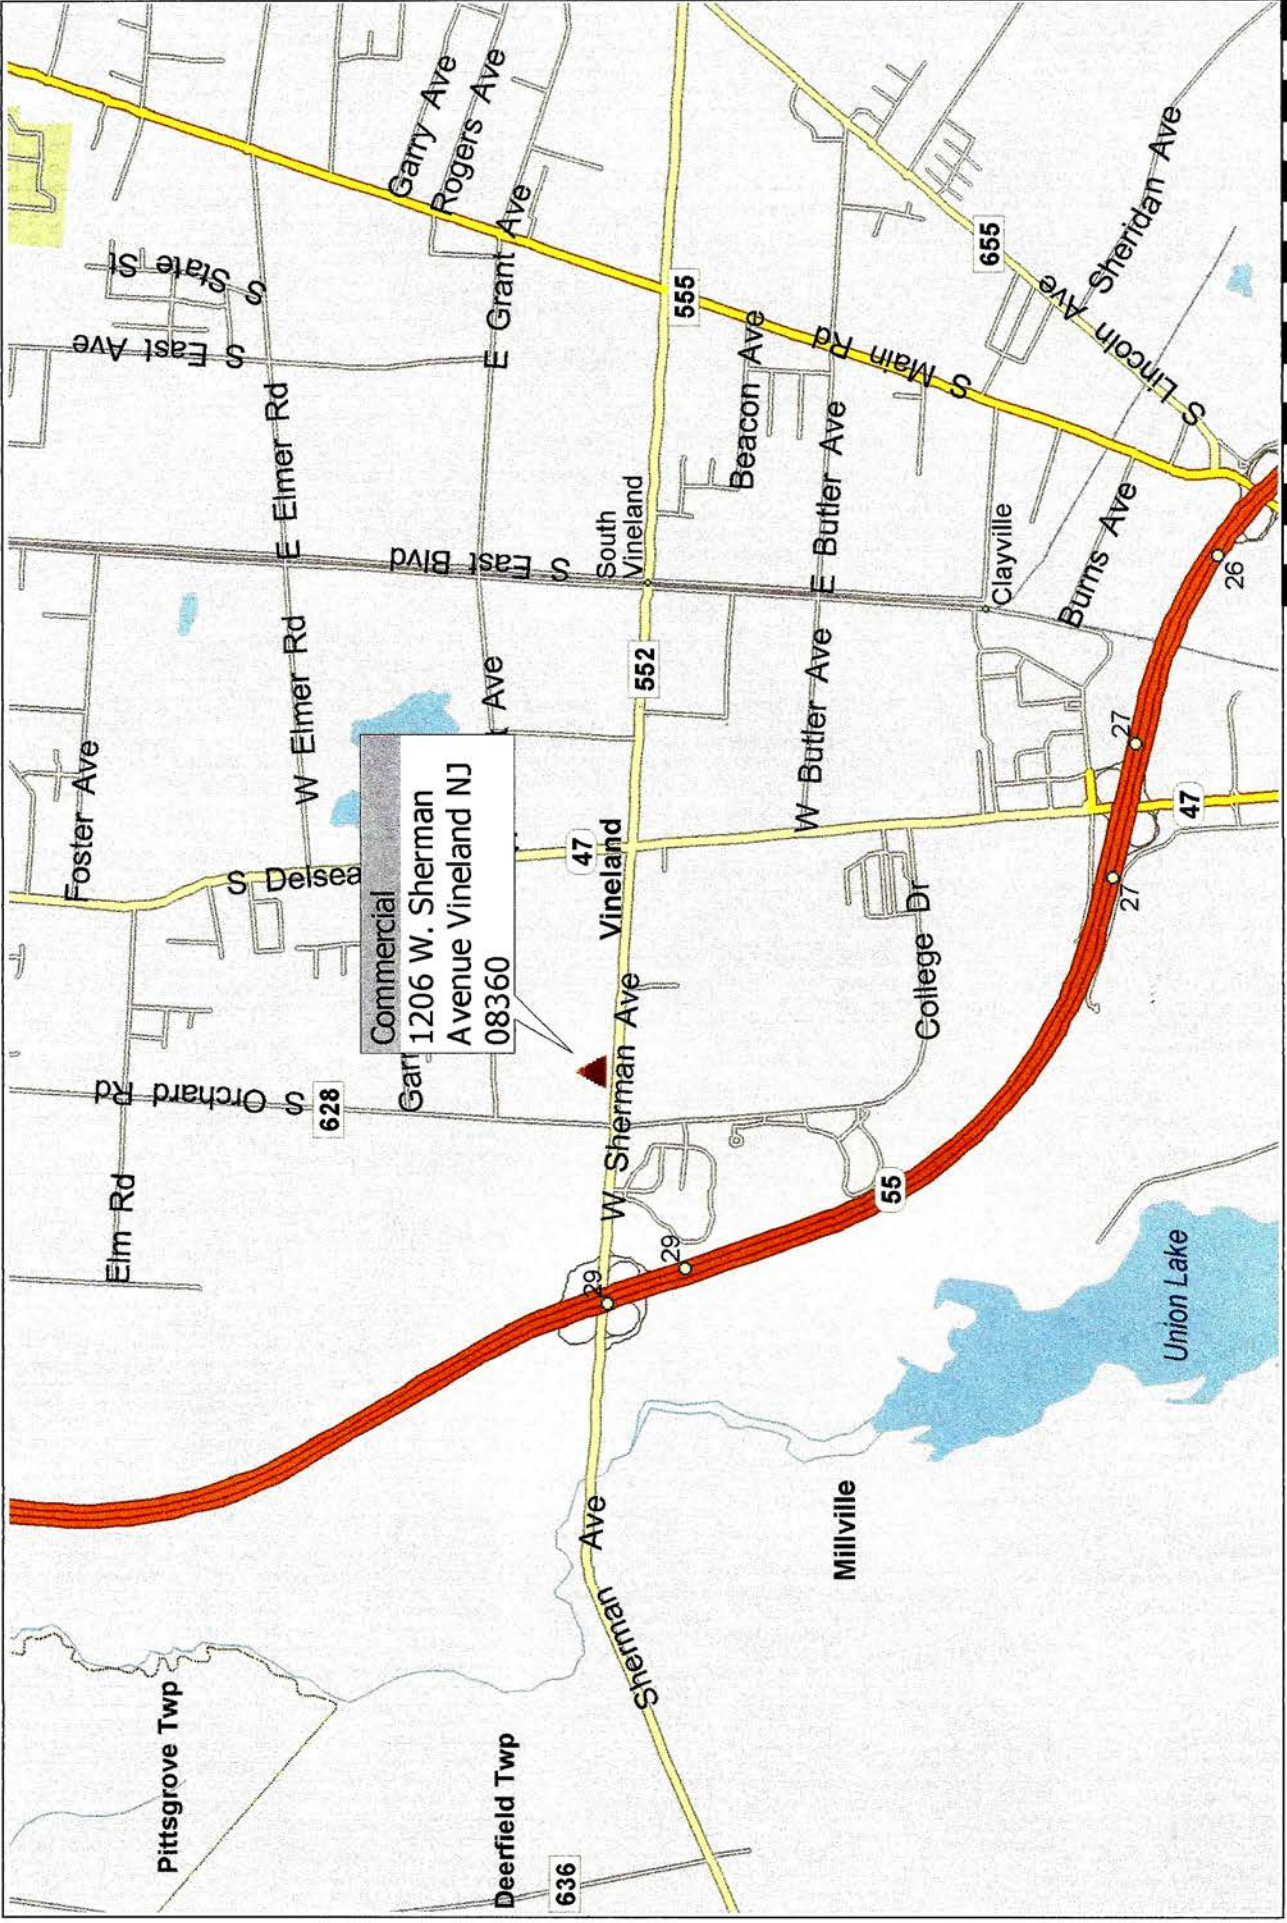 Foster Ave
Elm Rd
S Orchard Rd
S East Ave
S State St
Pittsgrove Twp
S Delsea
W Elmer Rd
E Elmer Rd
628
Commercial
1206 W. Sherman
Avenue Vineland NJ
08360
Garr
Garry Ave
Rogers Ave
S East Blvd
t Ave
E Grant Ave
Deerfield Twp
636
47
Vineland
South
Vineland
29
W Sherman Ave
Sherman Ave
552
29
555
Beacon Ave
W Butler Ave
E Butler Ave
S Main Rd
Millville
55
College Dr
655
Clayville
Burns Ave
S Lincoln Ave
Sheridan Ave
27
27
Union Lake
47
26